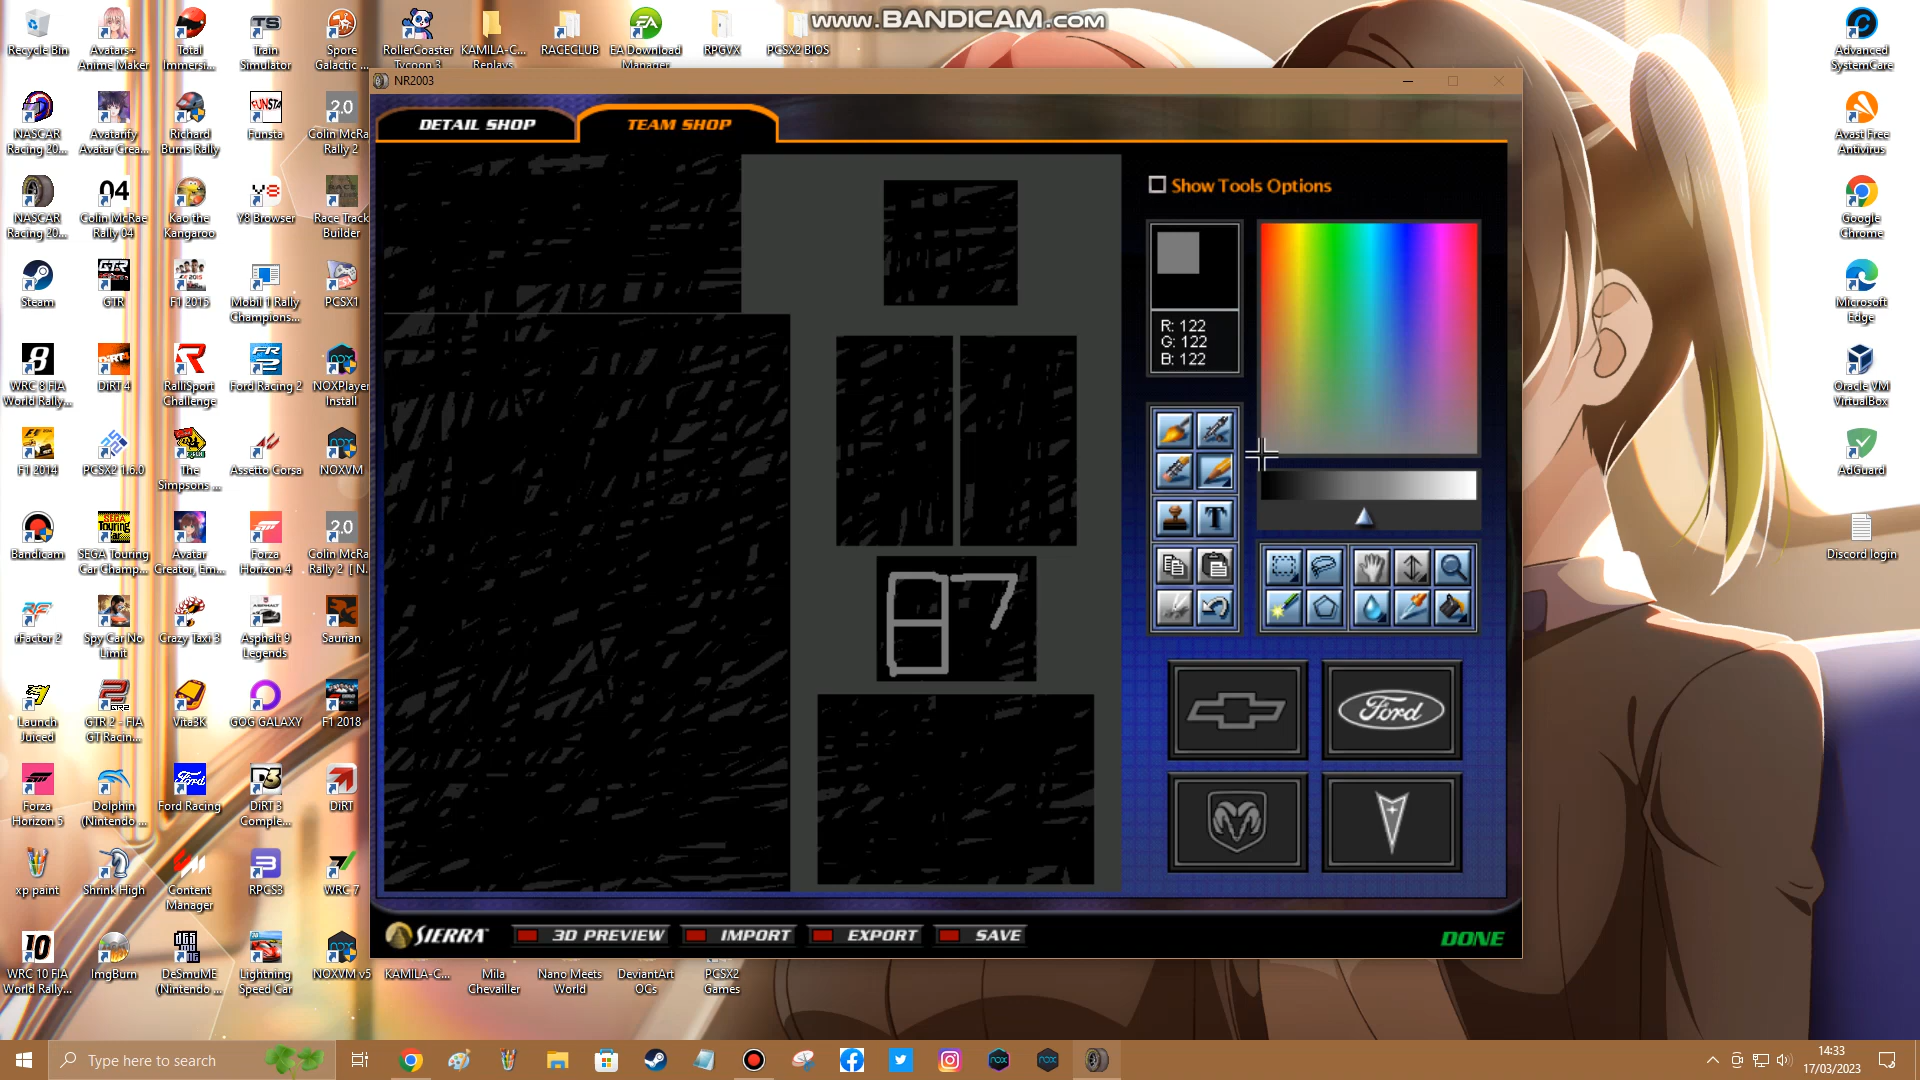 www.BANDICAM.com
Recycle Bin
Avatars+
Anime Maker
Total
Immersi...
Train
Simulator
Spore
Galactic ...
RollerCoaster
Tycoon 3
KAMILA-C...
Replays
RACECLUB
EA Download
Manager
RPGVX
PCSX2 BIOS
Advanced
SystemCare
NR2003
DETAIL SHOP
TEAM SHOP
NASCAR
Racing 20...
Avatarify
Avatar Crea...
Richard
Burns Rally
Funsta
Colin McRa
Rally 2
Avast Free
Antivirus
Show Tools Options
NASCAR
Racing 20...
Colin McRae
Rally 04
Kao the
Kangaroo
Y8 Browser
Race Track
Builder
Google
Chrome
Steam
GTR
F1 2015
Mobil 1 Rally
Champions...
PCSX1
Microsoft
Edge
R: 122
G: 122
B: 122
WRC 8 FIA
World Rally...
DiRT 4
RalliSport
Challenge
Ford Racing 2
NOXPlayer
Install
Oracle VM
VirtualBox
F1 2014
PCSX2 1.6.0
The
Simpsons ...
Assetto Corsa
NOXVM
AdGuard
Bandicam
SEGA Touring
Car Champ...
Avatar
Creator, Em...
Forza
Horizon 4
Colin McRa
Rally 2 [ N...
Discord login
87
rFactor 2
Spy Car No
Limit
Crazy Taxi 3
Asphalt 9
Legends
Saurian
Launch
Juiced
GTR 2 - FIA
GT Racin...
Vita3K
GOG GALAXY
F1 2018
Ford
Forza
Horizon 5
Dolphin
(Nintendo ...
Ford Racing
DiRT 3
Comple...
DiRT
xp paint
Shrink High
Content
Manager
RPCS3
WRC 7
SIERRA
3D PREVIEW
IMPORT
EXPORT
SAVE
DONE
WRC 10 FIA
World Rally...
ImgBurn
DeSmuME
(Nintendo ...
Lightning
Speed Car
NOXVM v5
KAMILA-C...
Mila
Chevailler
Nano Meets
World
DeviantArt
OCs
PCSX2
Games
Type here to search
14:33
17/03/2023